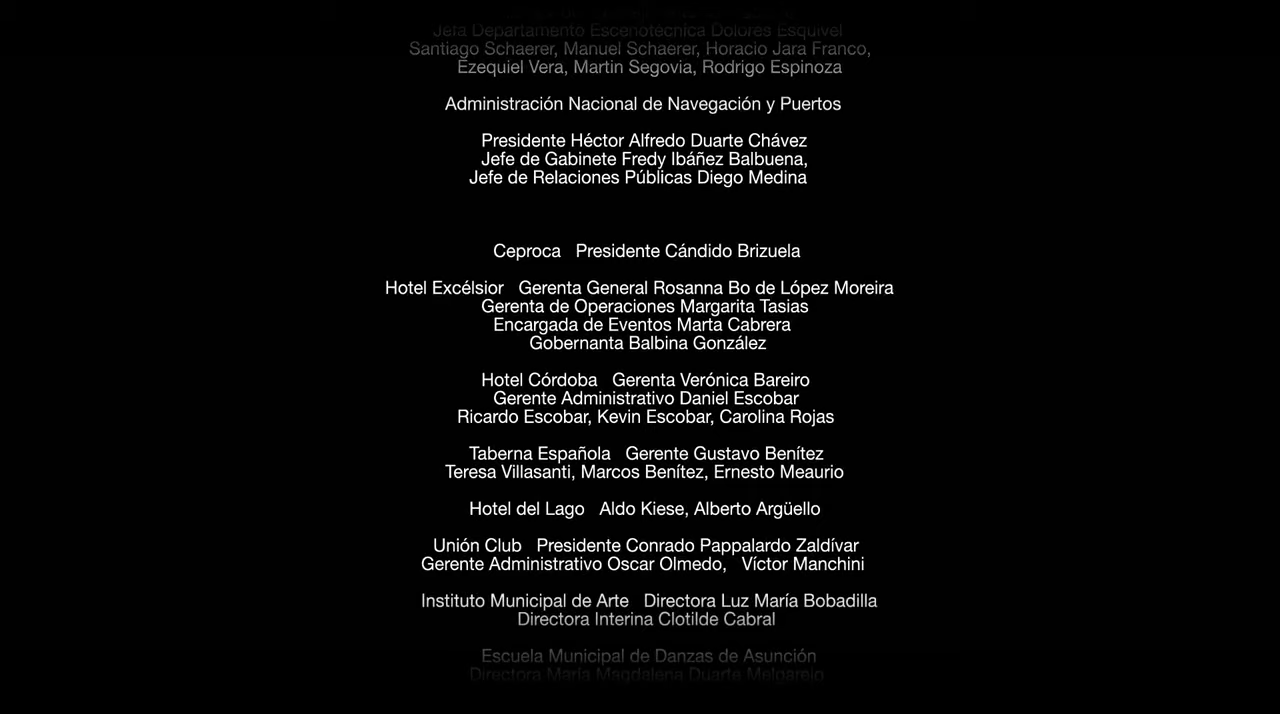 Jefa Departamento Escenotécnica Dolores Esquivel
Santiago Schaerer, Manuel Schaerer, Horacio Jara Franco,
Ezequiel Vera, Martin Segovia, Rodrigo Espinoza
Administración Nacional de Navegación y Puertos
Presidente Héctor Alfredo Duarte Chávez
Jefe de Gabinete Fredy Ibáñez Balbuena,
Jefe de Relaciones Públicas Diego Medina
Ceproca Presidente Cándido Brizuela
Hotel Excélsior Gerenta General Rosanna Bo de López Moreira
Gerenta de Operaciones Margarita Tasias
Encargada de Eventos Marta Cabrera
Gobernanta Balbina González
Hotel Córdoba Gerenta Verónica Bareiro
Gerente Administrativo Daniel Escobar
Ricardo Escobar, Kevin Escobar, Carolina Rojas
Taberna Española Gerente Gustavo Benítez
Teresa Villasanti, Marcos Benítez, Ernesto Meaurio
Hotel del Lago Aldo Kiese, Alberto Argüello
Unión Club Presidente Conrado Pappalardo Zaldívar
Gerente Administrativo Oscar Olmedo, Víctor Manchini
Instituto Municipal de Arte Directora Luz María Bobadilla
Directora Interina Clotilde Cabral
Escuela Municipal de Danzas de Asunción
Directora María Magdalena Duarte Melgarejo